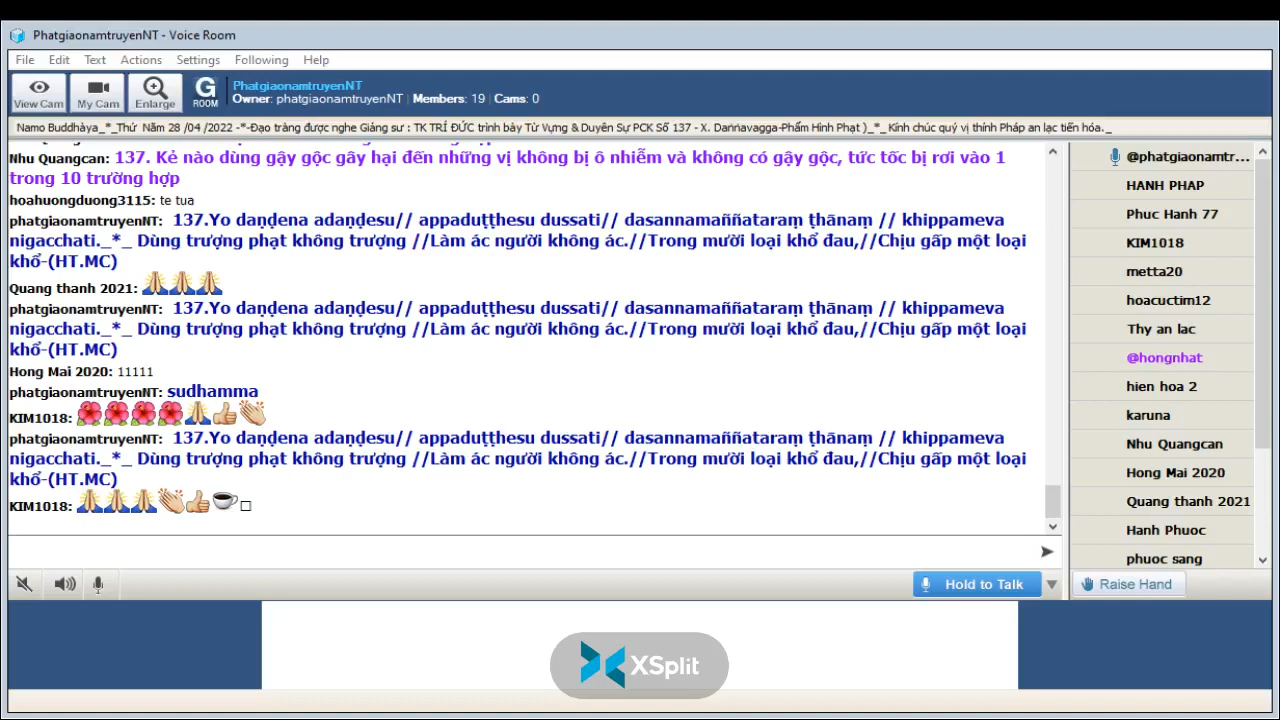 PhatgiaonamtruyenNT - Voice Room
File Edit Text Actions Settings Following Help
View Cam My Cam Enlarge G ROOM
PhatgiaonamtruyenNT
Owner: phatgiaonamtruyenNT | Members: 19 | Cams: 0
Namo Buddhàya_*_Thứ Năm 28 /04 /2022 -*-Đạo tràng được nghe Giảng sư : TK TRÍ ĐỨC trình bày Từ Vựng & Duyên Sự PCK Số 137 - X. Daṇḍavagga-Phẩm Hình Phạt )_*_ Kính chúc quý vị thính Pháp an lạc tiến hóa._
Nhu Quangcan: 137. Kẻ nào dùng gậy gộc gây hại đến những vị không bị ô nhiễm và không có gậy gộc, tức tốc bị rơi vào 1
trong 10 trường hợp
hoahuongduong3115: te tua
phatgiaonamtruyenNT: 137.Yo daṇḍena adaṇḍesu// appaduṭṭhesu dussati// dasannamaññataraṃ ṭhānaṃ // khippameva
nigacchati._*_ Dùng trượng phạt không trượng //Làm ác người không ác.//Trong mười loại khổ đau,//Chịu gấp một loại
khổ-(HT.MC)
Quang thanh 2021: 🙏🙏🙏
phatgiaonamtruyenNT: 137.Yo daṇḍena adaṇḍesu// appaduṭṭhesu dussati// dasannamaññataraṃ ṭhānaṃ // khippameva
nigacchati._*_ Dùng trượng phạt không trượng //Làm ác người không ác.//Trong mười loại khổ đau,//Chịu gấp một loại
khổ-(HT.MC)
Hong Mai 2020: 11111
phatgiaonamtruyenNT: sudhamma
KIM1018: 🌺🌺🌺🌺🙏👍👏
phatgiaonamtruyenNT: 137.Yo daṇḍena adaṇḍesu// appaduṭṭhesu dussati// dasannamaññataraṃ ṭhānaṃ // khippameva
nigacchati._*_ Dùng trượng phạt không trượng //Làm ác người không ác.//Trong mười loại khổ đau,//Chịu gấp một loại
khổ-(HT.MC)
KIM1018: 🙏🙏🙏👏👍☕□
@phatgiaonamtr...
HANH PHAP
Phuc Hanh 77
KIM1018
metta20
hoacuctim12
Thy an lac
@hongnhat
hien hoa 2
karuna
Nhu Quangcan
Hong Mai 2020
Quang thanh 2021
Hanh Phuoc
phuoc sang
Hold to Talk
Raise Hand
XSplit